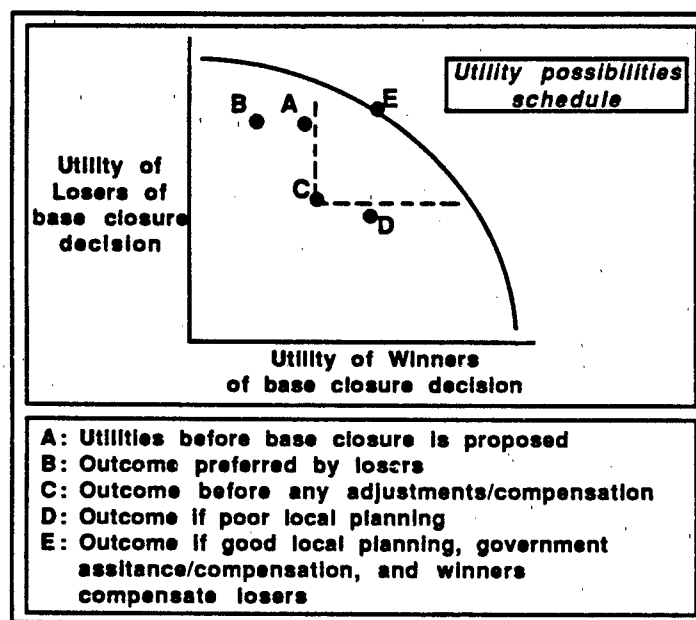 Utility possibilities
schedule
B
A
E
Utility of
Losers of
base closure
decision
C
D
Utility of Winners
of base closure decision
A: Utilities before base closure is proposed
B: Outcome preferred by losers
C: Outcome before any adjustments/compensation
D: Outcome if poor local planning
E: Outcome if good local planning, government
assitance/compensation, and winners
compensate losers